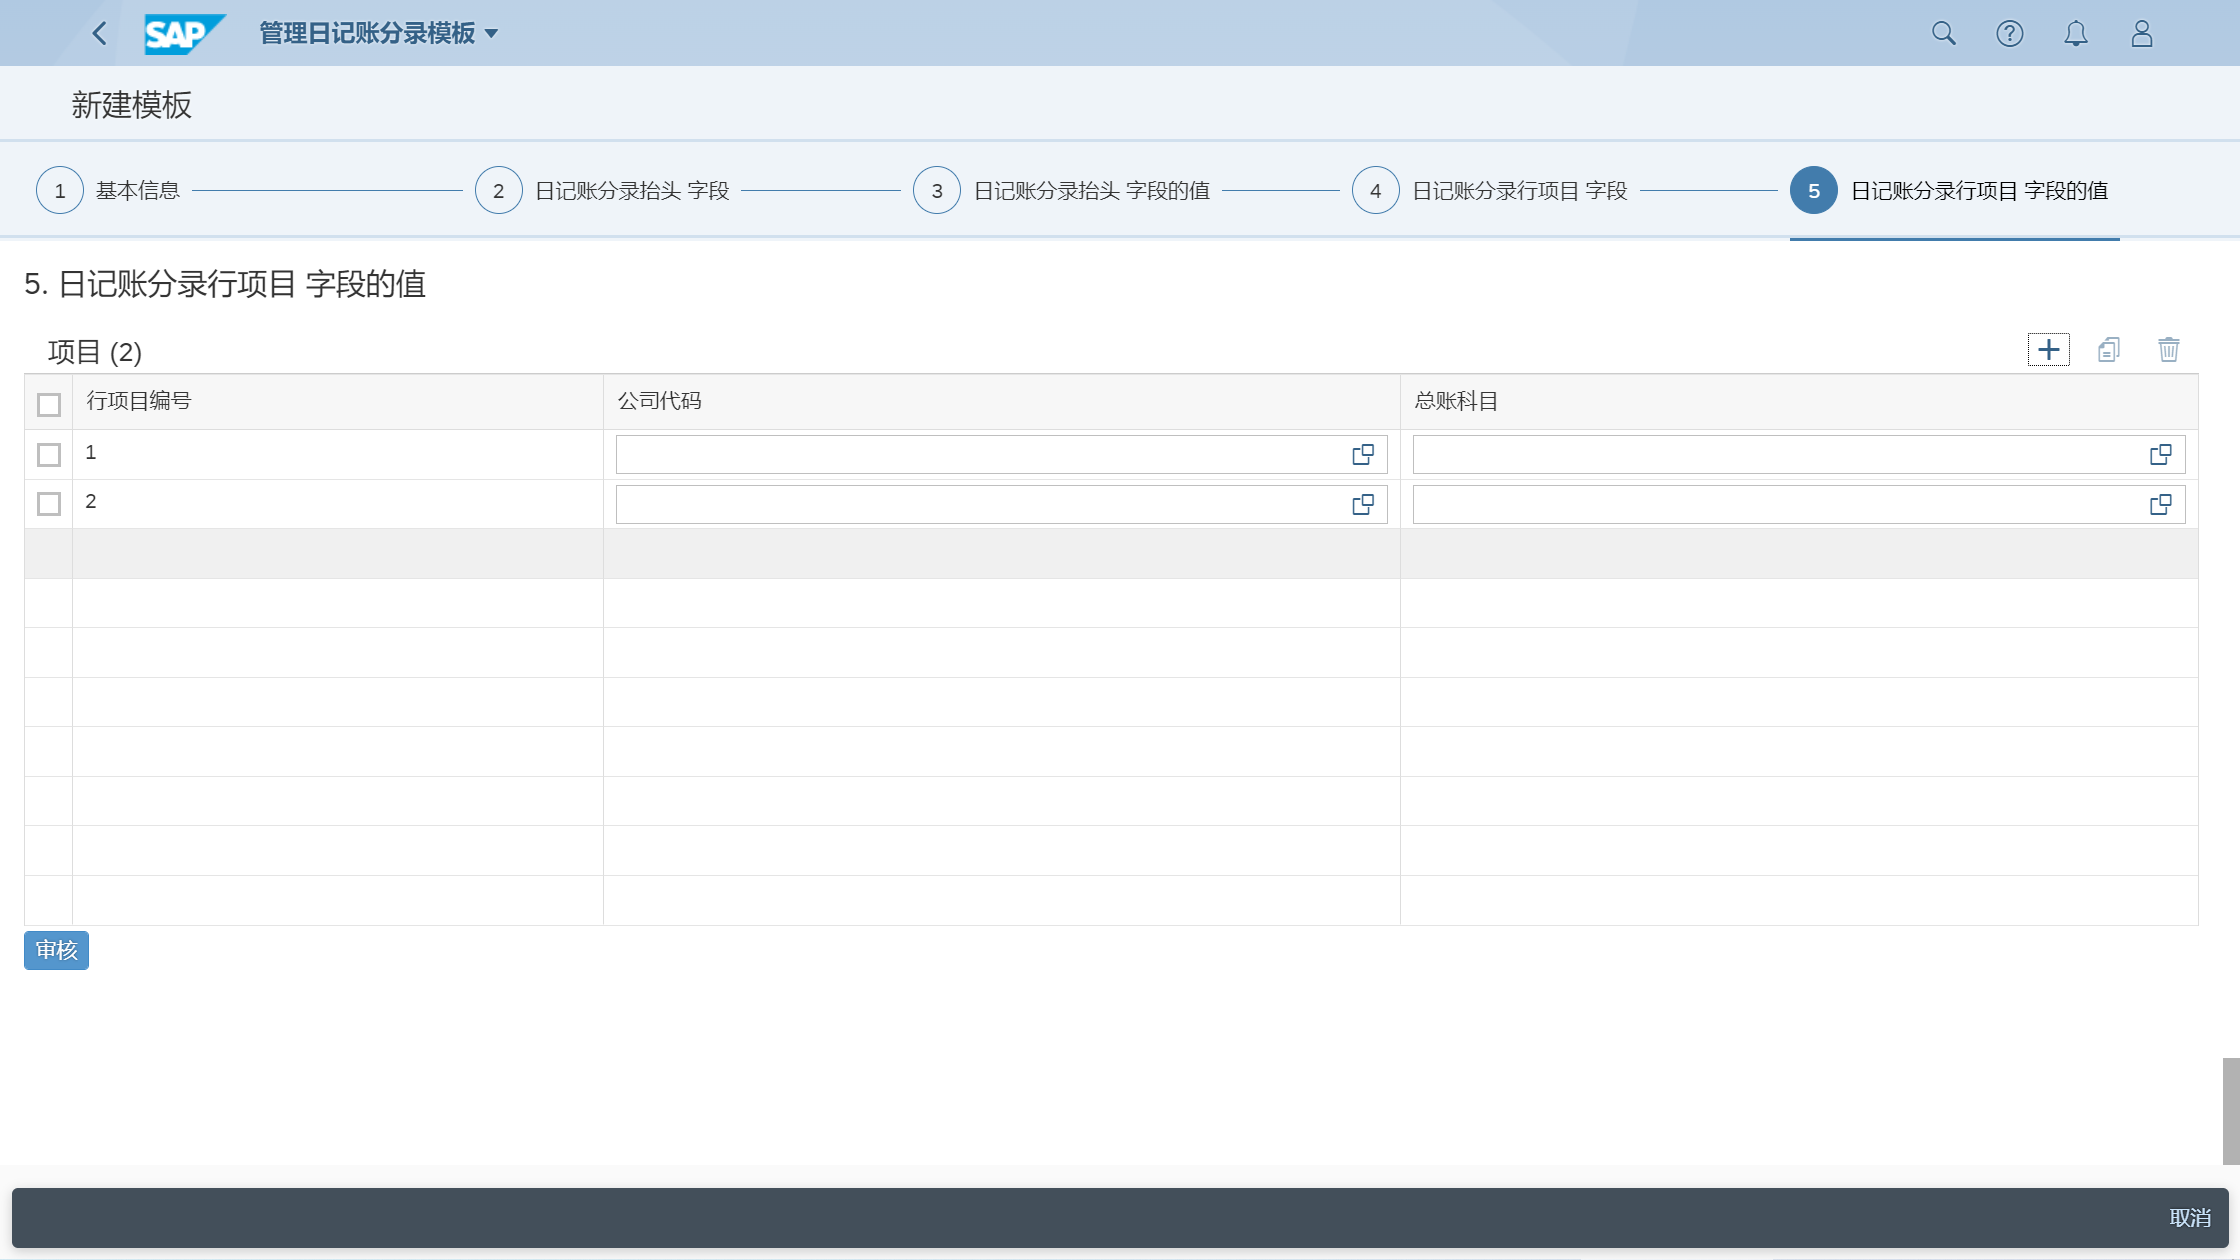 SAP 管理日记账分录模板
新建模板
1 基本信息 2 日记账分录抬头 字段 3 日记账分录抬头 字段的值 4 日记账分录行项目 字段 5 日记账分录行项目 字段的值
5. 日记账分录行项目 字段的值
项目 (2)
行项目编号 公司代码 总账科目
1
2
审核
取消